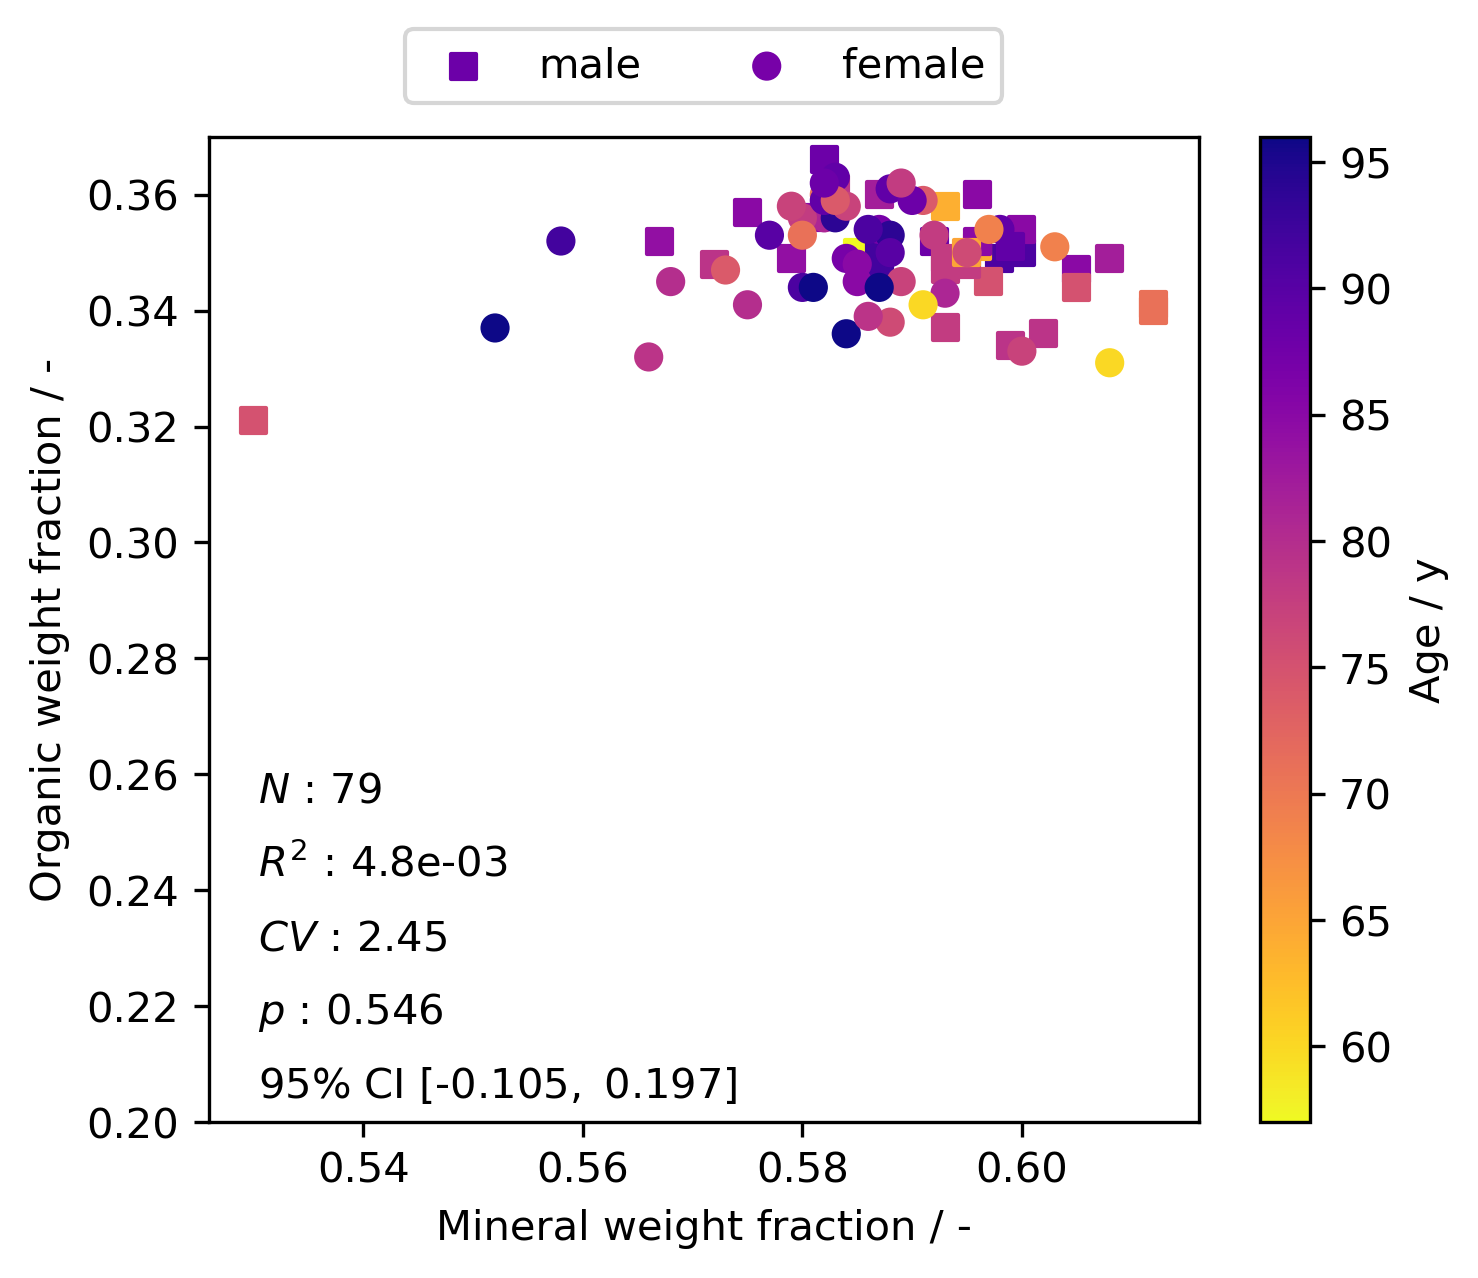 male female
0.36
0.34
0.32
0.30
0.28
0.26
0.24
0.22
0.20
Organic weight fraction / -
N : 79
R² : 4.8e-03
CV : 2.45
p : 0.546
95% CI [-0.105, 0.197]
0.54 0.56 0.58 0.60
Mineral weight fraction / -
95
90
85
80
75
70
65
60
Age / y